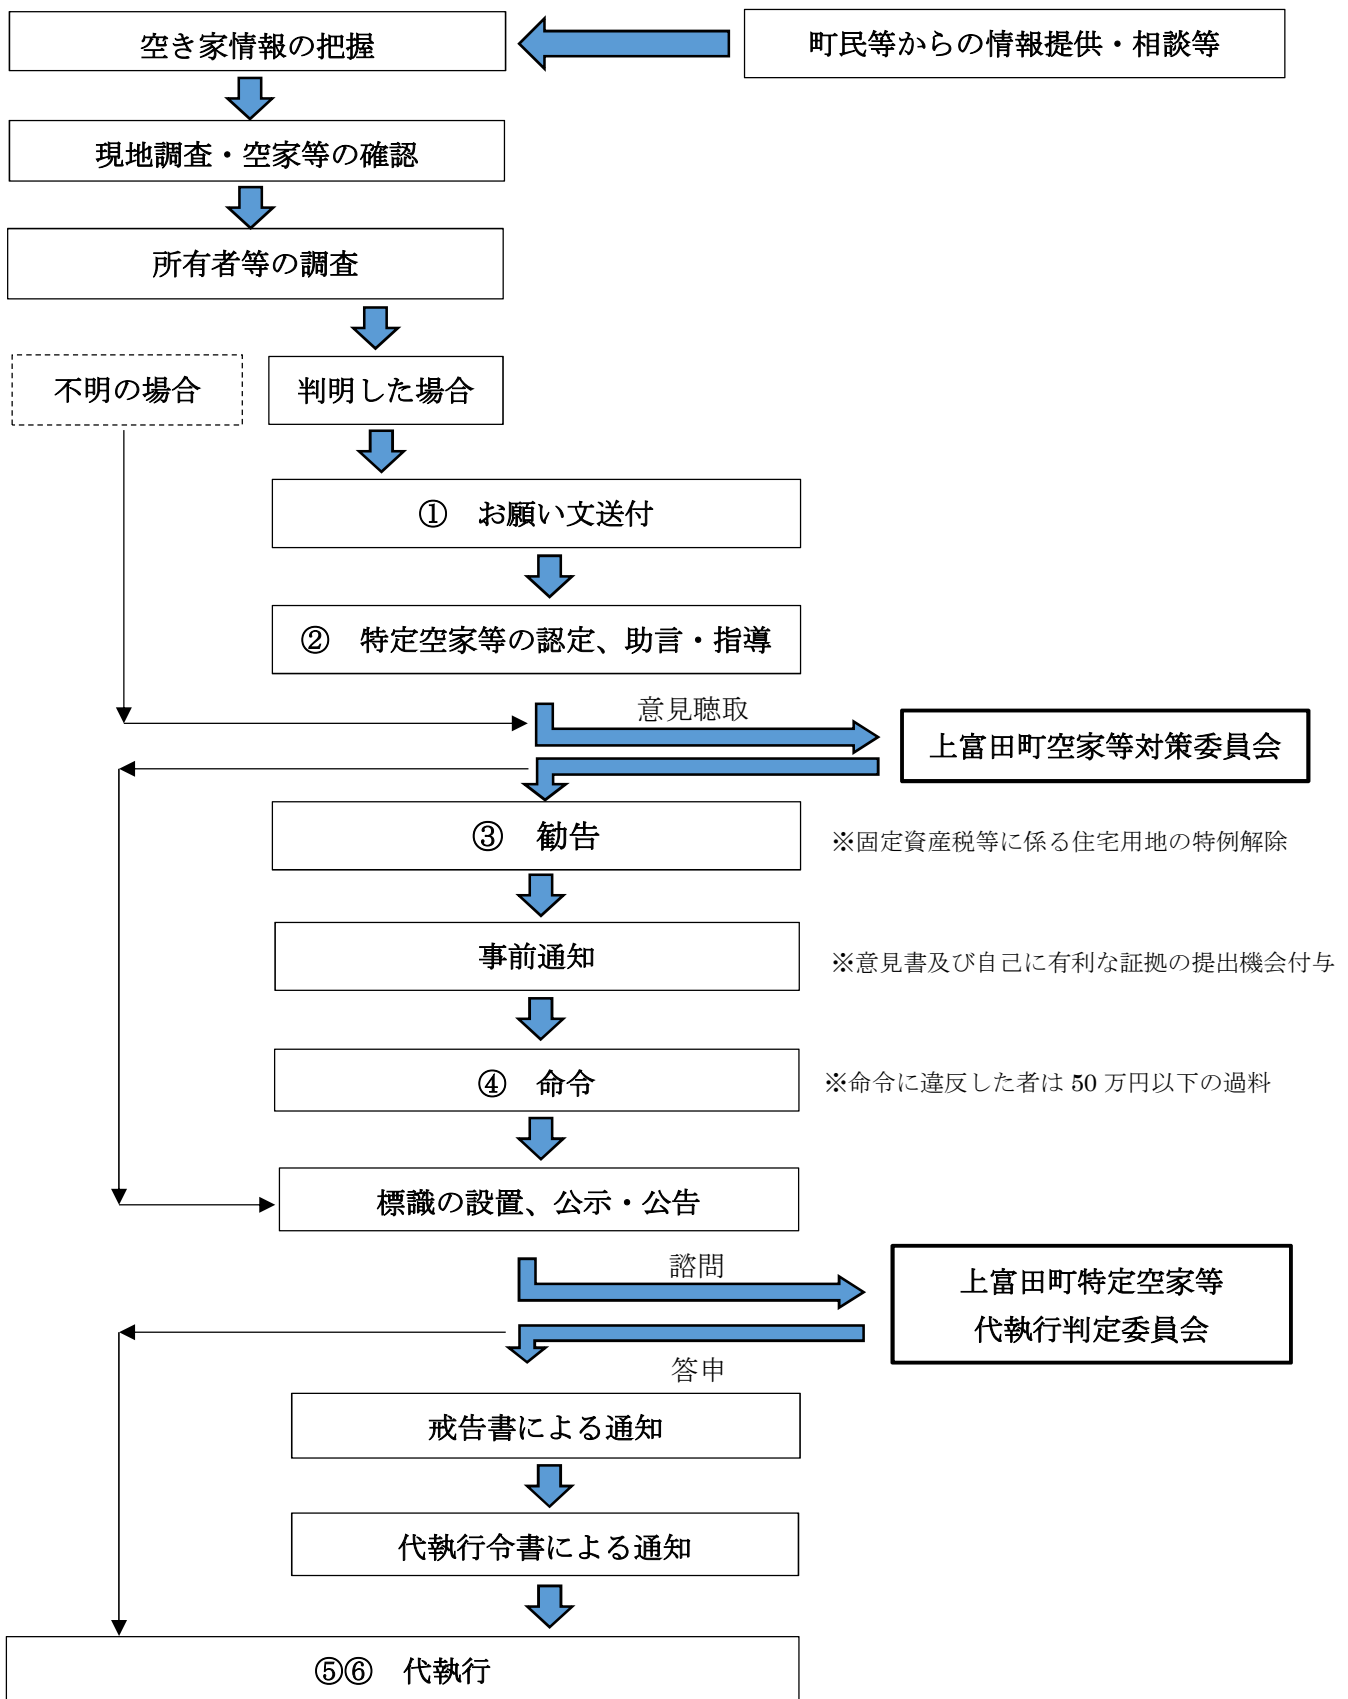 空き家情報の把握
町民等からの情報提供・相談等
現地調査・空家等の確認
所有者等の調査
不明の場合
判明した場合
① お願い文送付
② 特定空家等の認定、助言・指導
意見聴取
上富田町空家等対策委員会
③ 勧告
※固定資産税等に係る住宅用地の特例解除
事前通知
※意見書及び自己に有利な証拠の提出機会付与
④ 命令
※命令に違反した者は 50 万円以下の過料
標識の設置、公示・公告
諮問
上富田町特定空家等
代執行判定委員会
答申
戒告書による通知
代執行令書による通知
⑤⑥ 代執行